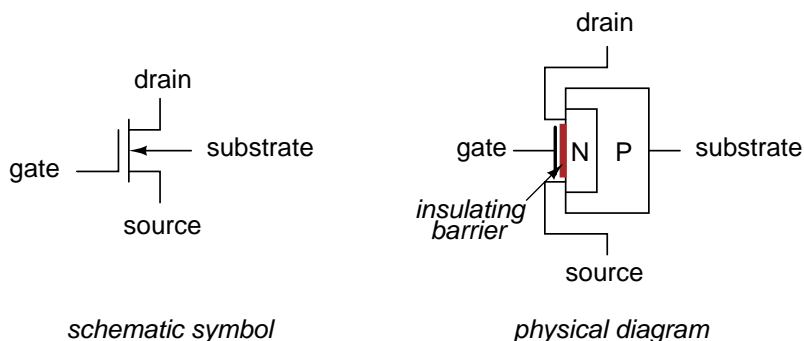 drain
gate
substrate
source
schematic symbol
drain
gate
N
P
substrate
insulating
barrier
source
physical diagram